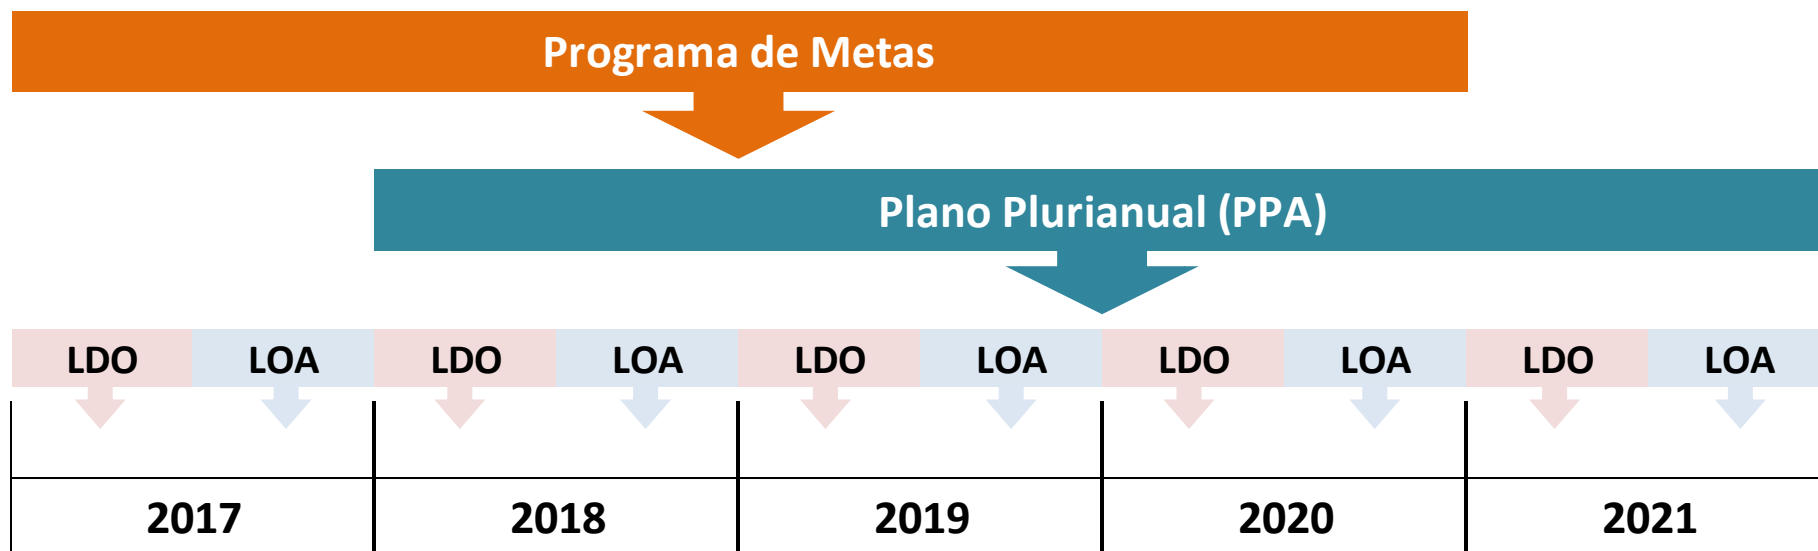 Programa de Metas
Plano Plurianual (PPA)
LDO LOA LDO LOA LDO LOA LDO LOA LDO LOA
2017 2018 2019 2020 2021